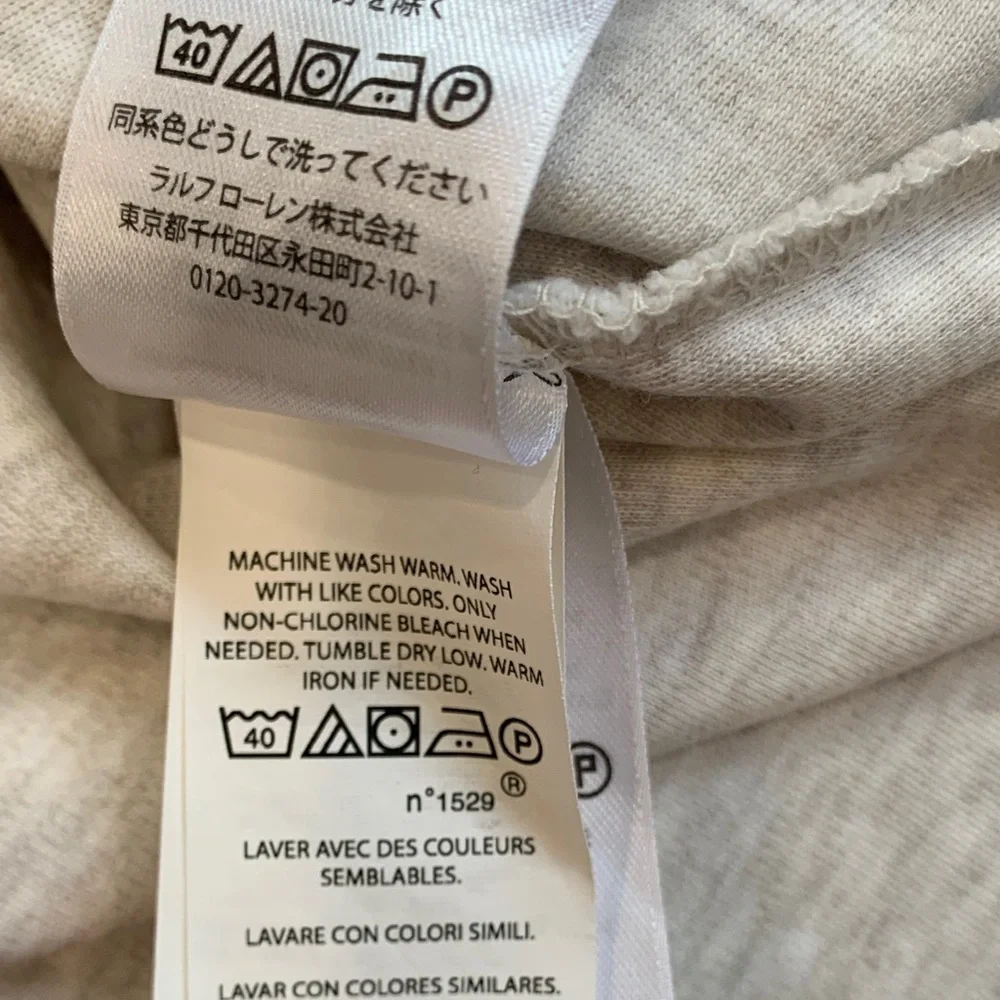 を除く
40 P
同系色どうしで洗ってください
ラルフ ローレン株式会社
東京都千代田区永田町2-10-1
0120-3274-20
MACHINE WASH WARM. WASH
WITH LIKE COLORS. ONLY
NON-CHLORINE BLEACH WHEN
NEEDED. TUMBLE DRY LOW. WARM
IRON IF NEEDED.
40 P
P
®
n°1529
LAVER AVEC DES COULEURS
SEMBLABLES.
LAVARE CON COLORI SIMILI.
LAVAR CON COLORES SIMILARES.